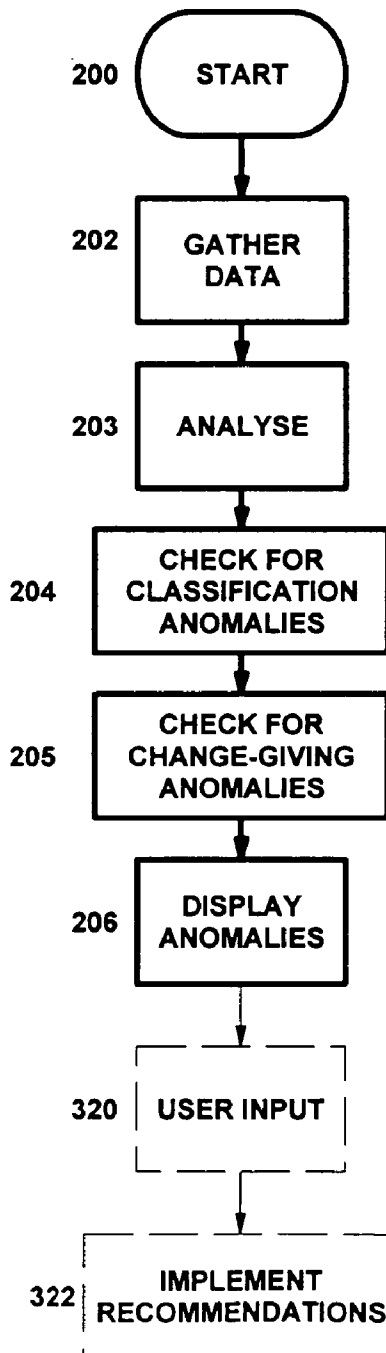 200 START
202 GATHER
DATA
203 ANALYSE
CHECK FOR
204 CLASSIFICATION
ANOMALIES
CHECK FOR
205 CHANGE-GIVING
ANOMALIES
206 DISPLAY
ANOMALIES
320 USER INPUT
IMPLEMENT
322 RECOMMENDATIONS